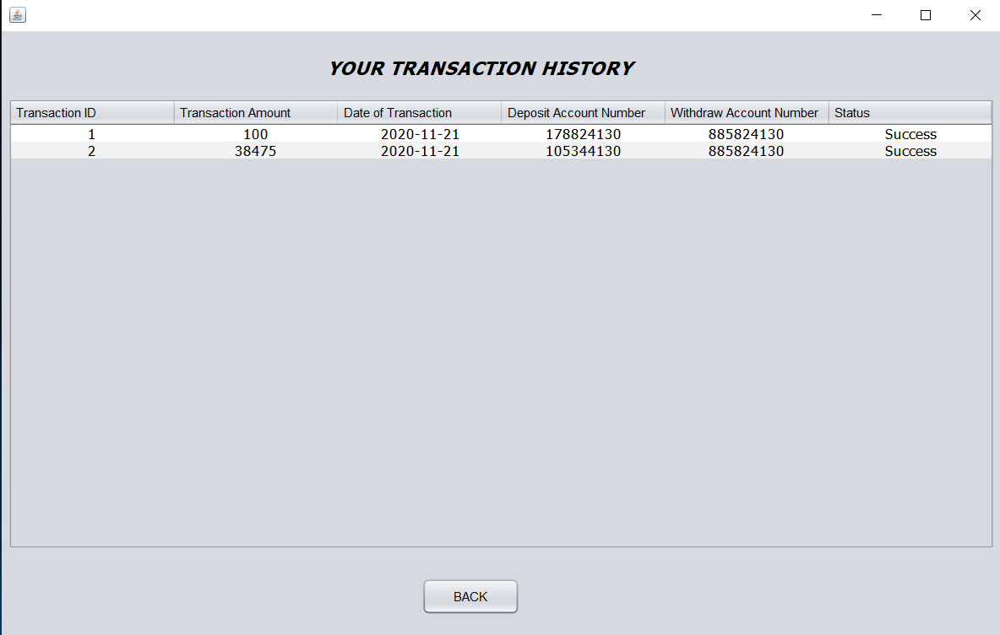 YOUR TRANSACTION HISTORY
Transaction ID Transaction Amount Date of Transaction Deposit Account Number Withdraw Account Number Status
1 100 2020-11-21 178824130 885824130 Success
2 38475 2020-11-21 105344130 885824130 Success
BACK